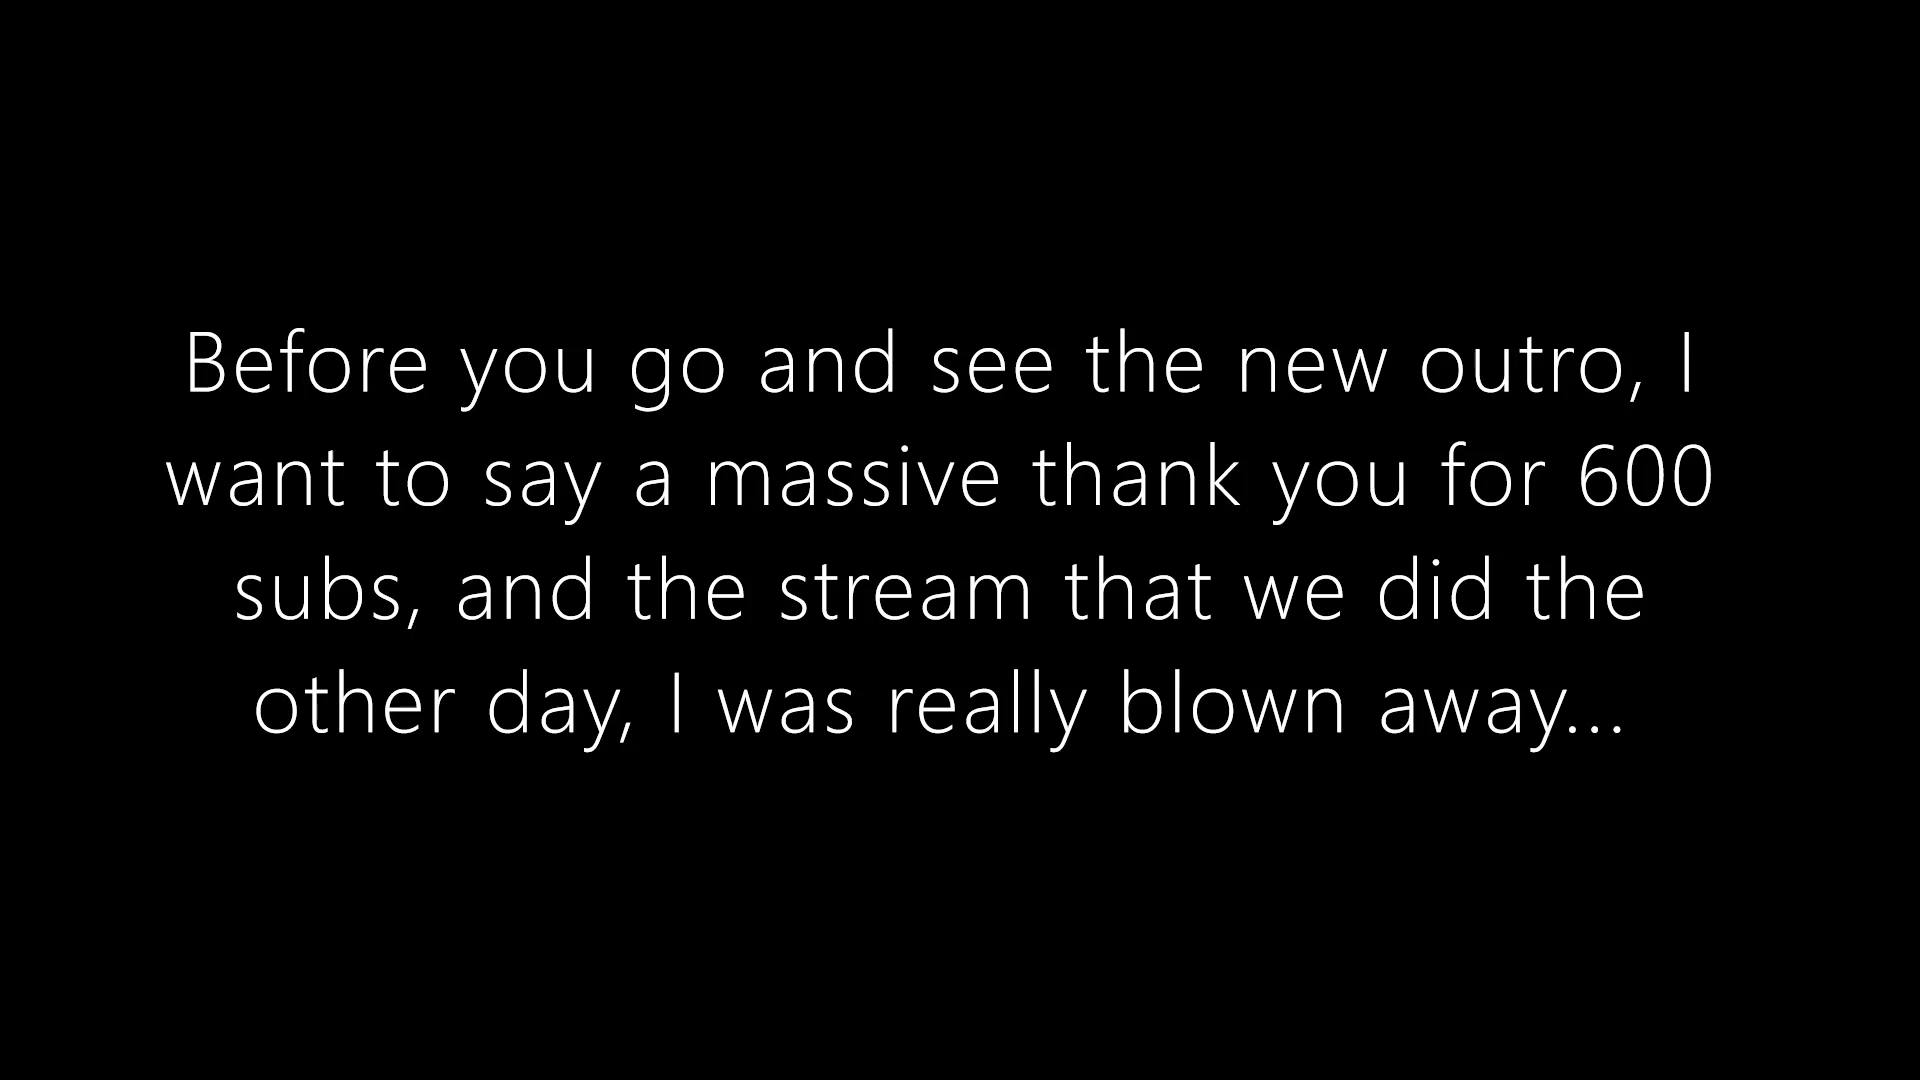 Before you go and see the new outro, I
want to say a massive thank you for 600
subs, and the stream that we did the
other day, I was really blown away...